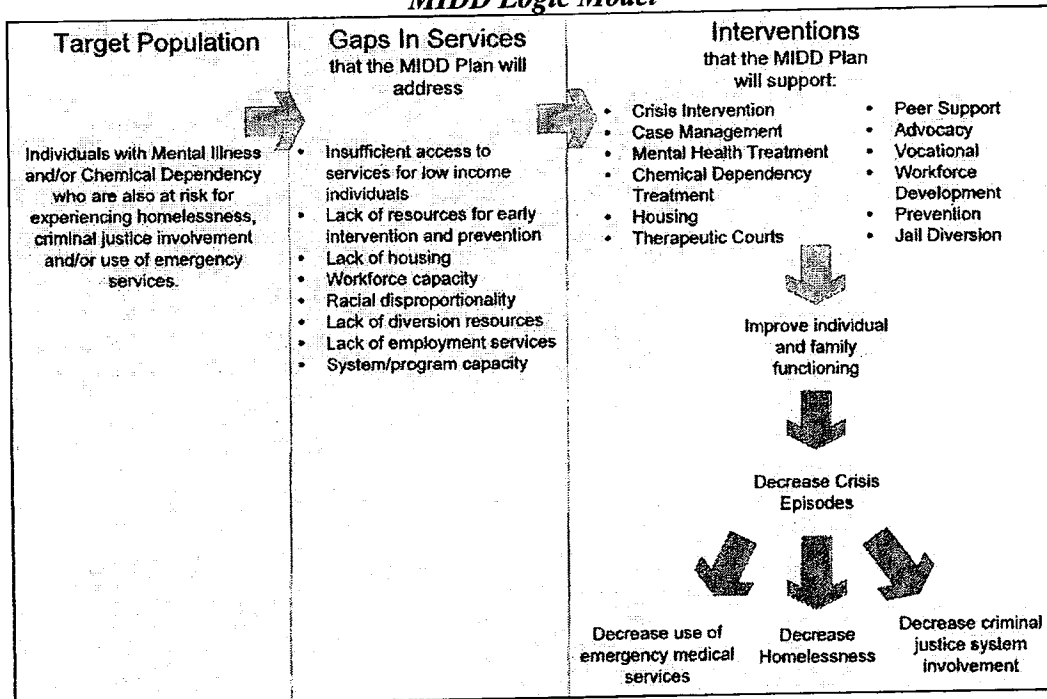 MIDD Logic Model
Target Population
Individuals with Mental Illness
and/or Chemical Dependency
who are also at risk for
experiencing homelessness,
criminal justice involvement
and/or use of emergency
services.
Gaps In Services
that the MIDD Plan will
address
• Insufficient access to
services for low income
individuals
• Lack of resources for early
intervention and prevention
• Lack of housing
• Workforce capacity
• Racial disproportionality
• Lack of diversion resources
• Lack of employment services
• System/program capacity
Interventions
that the MIDD Plan
will support:
• Crisis Intervention
• Case Management
• Mental Health Treatment
• Chemical Dependency
Treatment
• Housing
• Therapeutic Courts
• Peer Support
• Advocacy
• Vocational
• Workforce
Development
• Prevention
• Jail Diversion
Improve individual
and family
functioning
Decrease Crisis
Episodes
Decrease use of
emergency medical
services
Decrease
Homelessness
Decrease criminal
justice system
involvement